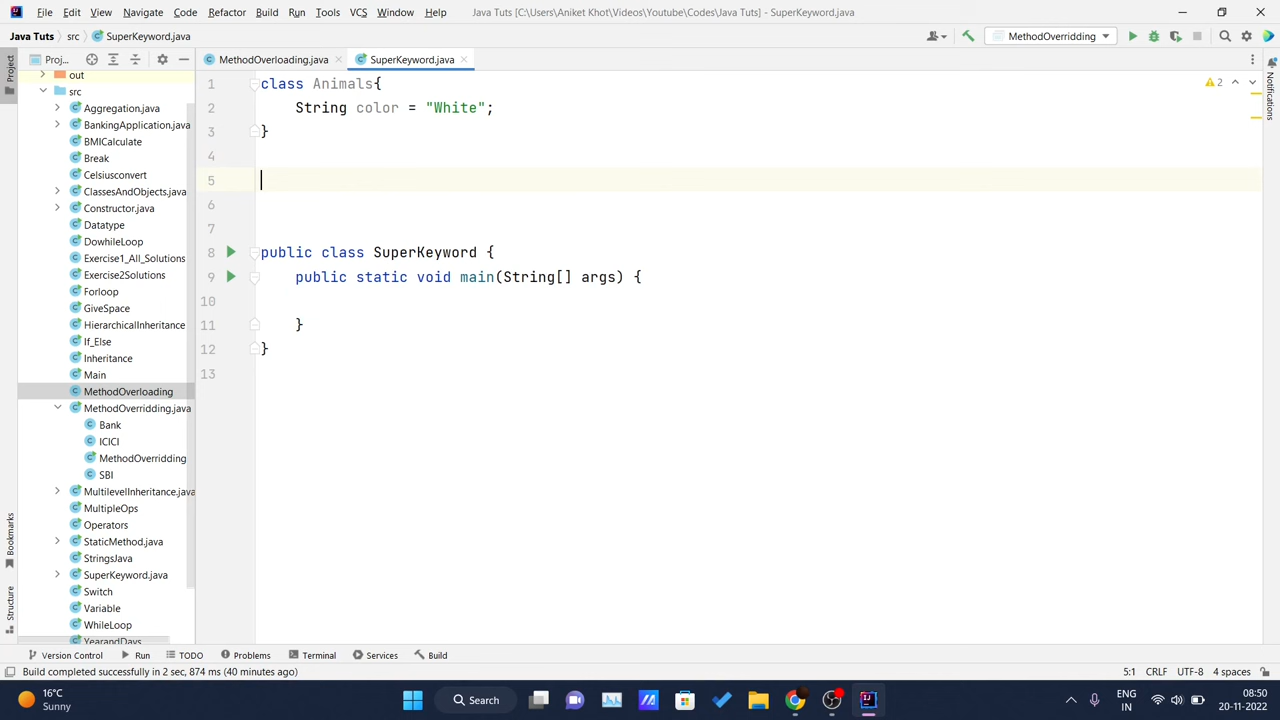 File Edit View Navigate Code Refactor Build Run Tools VCS Window Help Java Tuts [C:\Users\Aniket Khot\Videos\Youtube\Codes\Java Tuts] - SuperKeyword.java
Java Tuts src SuperKeyword.java MethodOverridding
Project
Proj...
MethodOverloading.java SuperKeyword.java
Notifications
out
src
Aggregation.java
BankingApplication.java
BMICalculate
Break
Celsiusconvert
ClassesAndObjects.java
Constructor.java
Datatype
DowhileLoop
Exercise1_All_Solutions
Exercise2Solutions
Forloop
GiveSpace
HierarchicalInheritance
If_Else
Inheritance
Main
MethodOverloading
MethodOverridding.java
Bank
ICICI
MethodOverridding
SBI
MultilevelInheritance.java
MultipleOps
Operators
StaticMethod.java
StringsJava
SuperKeyword.java
Switch
Variable
WhileLoop
YearandDays
Bookmarks
Structure
1 class Animals{
2 String color = "White";
3 }
4
5
6
7
8 public class SuperKeyword {
9 public static void main(String[] args) {
10
11 }
12 }
13
2
Version Control Run TODO Problems Terminal Services Build
Build completed successfully in 2 sec, 874 ms (40 minutes ago) 5:1 CRLF UTF-8 4 spaces
16°C
Sunny
Search
ENG
IN
08:50
20-11-2022